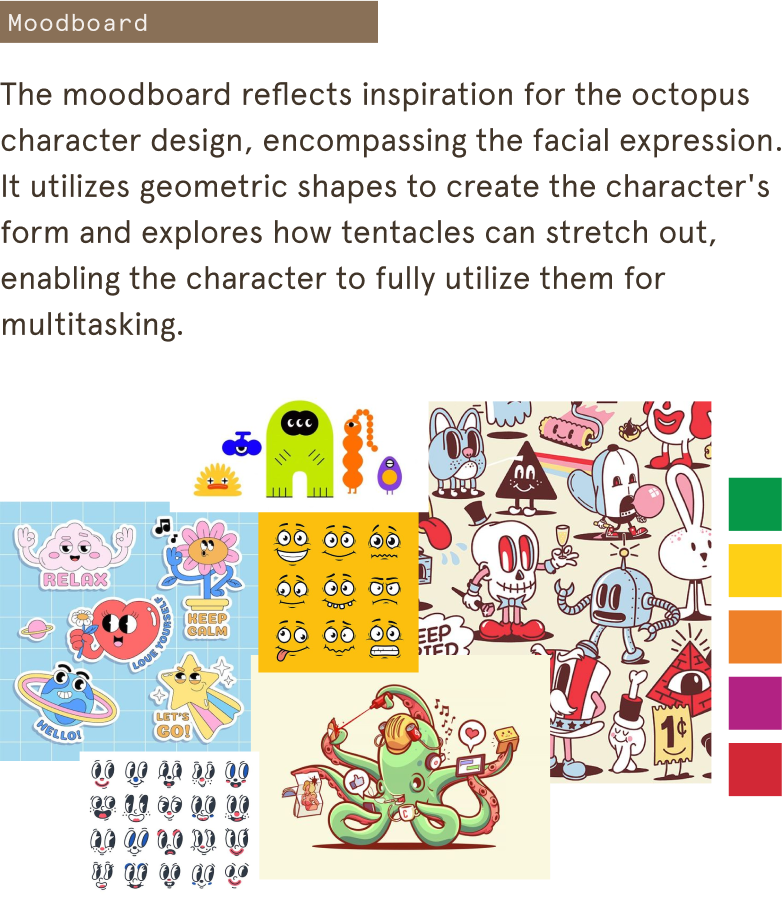 Moodboard
The moodboard reflects inspiration for the octopus
character design, encompassing the facial expression.
It utilizes geometric shapes to create the character's
form and explores how tentacles can stretch out,
enabling the character to fully utilize them for
multitasking.
RELAX
KEEP
CALM
LOVE YOURSELF
HELLO!
LET'S
GO!
1¢